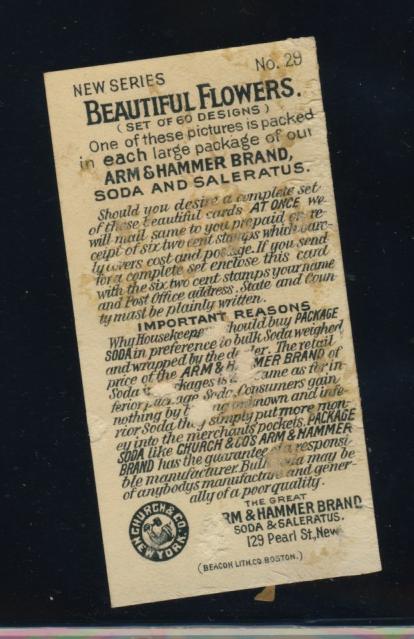 NEW SERIES No. 29
BEAUTIFUL FLOWERS.
(SET OF 60 DESIGNS)
One of these pictures is packed
in each large package of our
ARM & HAMMER BRAND,
SODA AND SALERATUS.
Should you desire a complete set
of these beautiful cards AT ONCE we
will mail same to you prepaid on re-
ceipt of six two cent stamps which barc-
ly covers cost and postage. If you send
for a complete set enclose this card
with the six two cent stamps your name
and Post Office address. State and Coun
ty must be plainly written.
IMPORTANT REASONS
Why Housekeepers should buy PACKAGE
SODA in preference to bulk Soda weighed
and wrapped by the dealer. The retail
price of the ARM & HAMMER BRAND of
Soda packages is same as for in-
ferior package Soda. Consumers gain
nothing by unknown and infe-
rior Soda, they simply put more mon-
ey into the merchants pockets. PACKAGE
SODA like CHURCH & CO'S ARM & HAMMER
BRAND has the guarantee of a responsi-
ble manufacturer. Bulk Soda may be
of anybodys manufacture and gener-
ally of a poor quality.
THE GREAT
RM & HAMMER BRAND
SODA & SALERATUS.
129 Pearl St., New
CHURCH & CO.
NEW YORK.
(BEACON LITH. CO. BOSTON.)